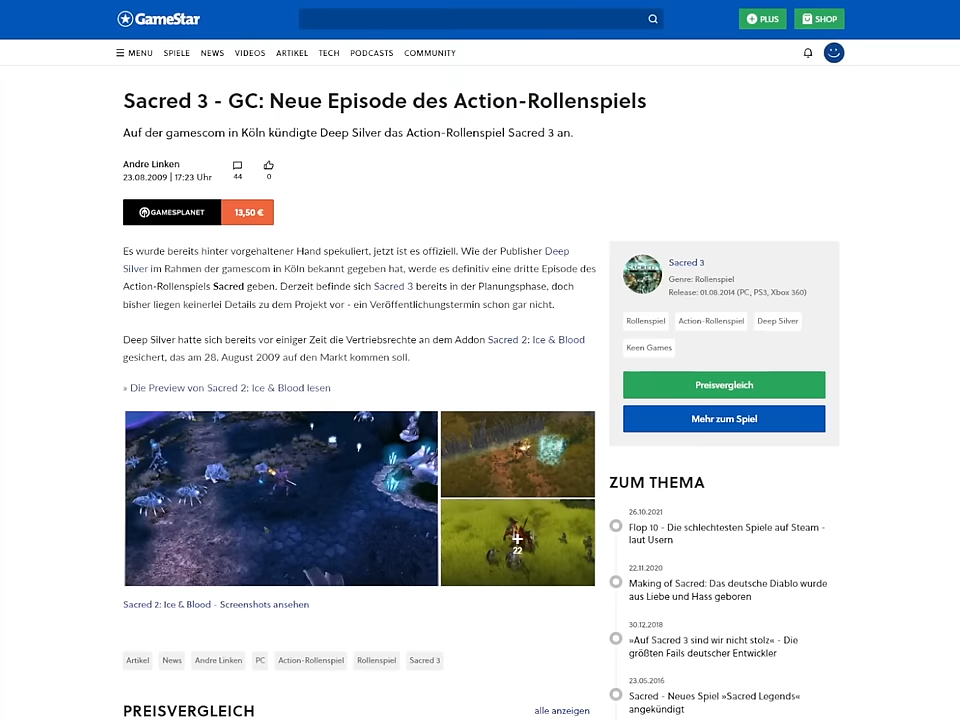 GameStar
PLUS
SHOP
MENU
SPIELE
NEWS
VIDEOS
ARTIKEL
TECH
PODCASTS
COMMUNITY
Sacred 3 - GC: Neue Episode des Action-Rollenspiels
Auf der gamescom in Köln kündigte Deep Silver das Action-Rollenspiel Sacred 3 an.
Andre Linken
23.08.2009 | 17:23 Uhr
44
0
GAMESPLANET
13,50 €
Es wurde bereits hinter vorgehaltener Hand spekuliert, jetzt ist es offiziell. Wie der Publisher Deep
Silver im Rahmen der gamescom in Köln bekannt gegeben hat, werde es definitiv eine dritte Episode des
Action-Rollenspiels Sacred geben. Derzeit befinde sich Sacred 3 bereits in der Planungsphase, doch
bisher liegen keinerlei Details zu dem Projekt vor - ein Veröffentlichungstermin schon gar nicht.
Deep Silver hatte sich bereits vor einiger Zeit die Vertriebsrechte an dem Addon Sacred 2: Ice & Blood
gesichert, das am 28. August 2009 auf den Markt kommen soll.
» Die Preview von Sacred 2: Ice & Blood lesen
+
22
Sacred 2: Ice & Blood - Screenshots ansehen
Artikel
News
Andre Linken
PC
Action-Rollenspiel
Rollenspiel
Sacred 3
PREISVERGLEICH
alle anzeigen
SACRED
Sacred 3
Genre: Rollenspiel
Release: 01.08.2014 (PC, PS3, Xbox 360)
Rollenspiel
Action-Rollenspiel
Deep Silver
Keen Games
Preisvergleich
Mehr zum Spiel
ZUM THEMA
26.10.2021
Flop 10 - Die schlechtesten Spiele auf Steam -
laut Usern
22.11.2020
Making of Sacred: Das deutsche Diablo wurde
aus Liebe und Hass geboren
30.12.2018
»Auf Sacred 3 sind wir nicht stolz« - Die
größten Fails deutscher Entwickler
23.05.2016
Sacred - Neues Spiel »Sacred Legends«
angekündigt